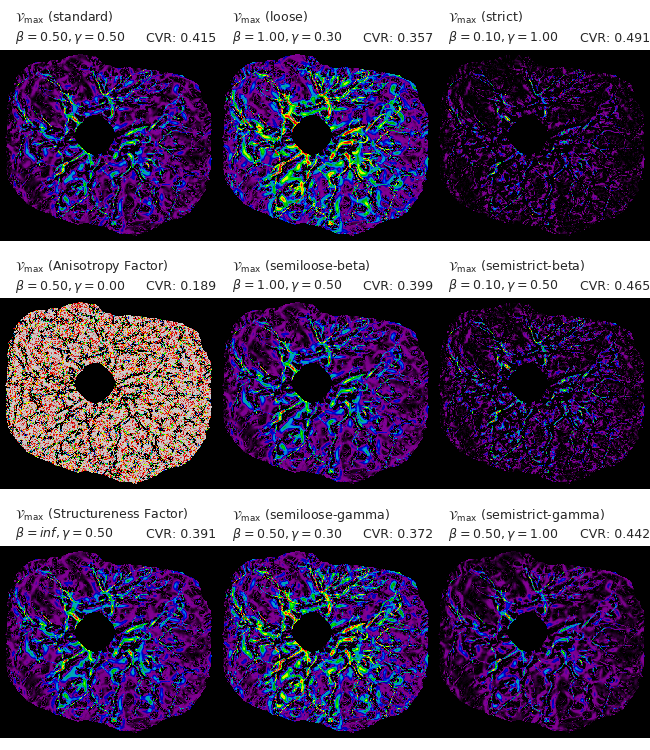 𝒱max (standard)
β = 0.50, γ = 0.50 CVR: 0.415
𝒱max (loose)
β = 1.00, γ = 0.30 CVR: 0.357
𝒱max (strict)
β = 0.10, γ = 1.00 CVR: 0.491
𝒱max (Anisotropy Factor)
β = 0.50, γ = 0.00 CVR: 0.189
𝒱max (semiloose-beta)
β = 1.00, γ = 0.50 CVR: 0.399
𝒱max (semistrict-beta)
β = 0.10, γ = 0.50 CVR: 0.465
𝒱max (Structureness Factor)
β = inf, γ = 0.50 CVR: 0.391
𝒱max (semiloose-gamma)
β = 0.50, γ = 0.30 CVR: 0.372
𝒱max (semistrict-gamma)
β = 0.50, γ = 1.00 CVR: 0.442